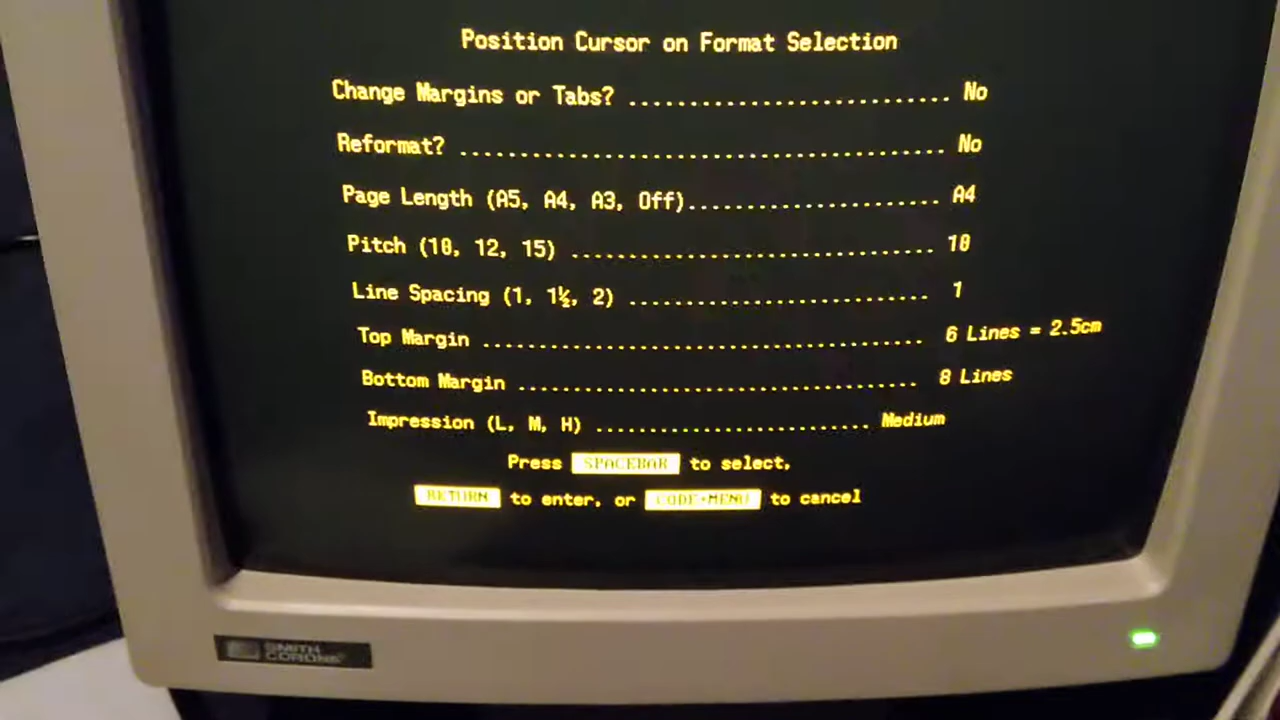 Position Cursor on Format Selection
Change Margins or Tabs? .......................... No
Reformat? ........................................ No
Page Length (A5, A4, A3, Off)..................... A4
Pitch (10, 12, 15) .............................. 10
Line Spacing (1, 1½, 2) ......................... 1
Top Margin ...................................... 6 Lines = 2.5cm
Bottom Margin ................................... 8 Lines
Impression (L, M, H) ........................ Medium
Press SPACEBAR to select,
RETURN to enter, or CODE+MENU to cancel
SMITH
CORONA